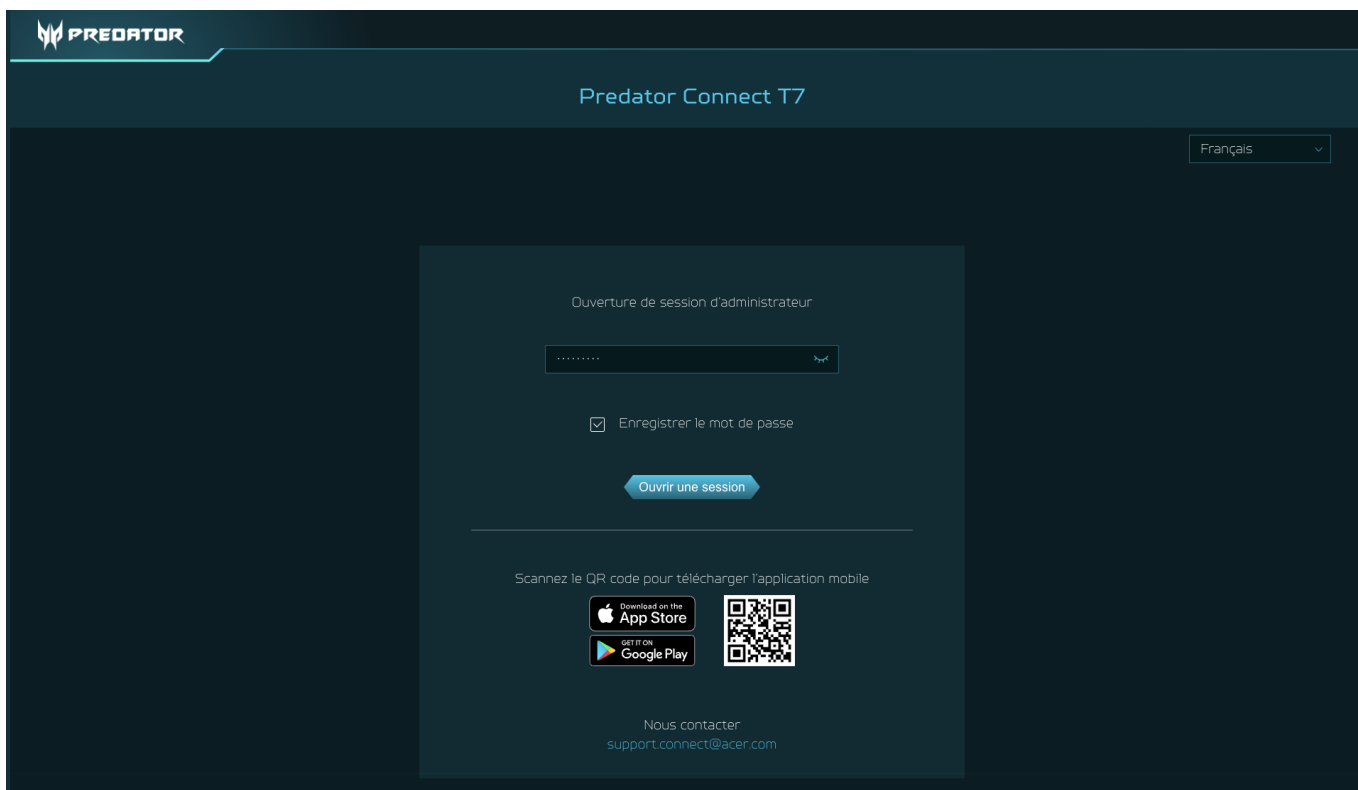 PREDATOR
Predator Connect T7
Français
Ouverture de session d'administrateur
.........
Enregistrer le mot de passe
Ouvrir une session
Scannez le QR code pour télécharger l'application mobile
Download on the
App Store
GET IT ON
Google Play
Nous contacter
support.connect@acer.com